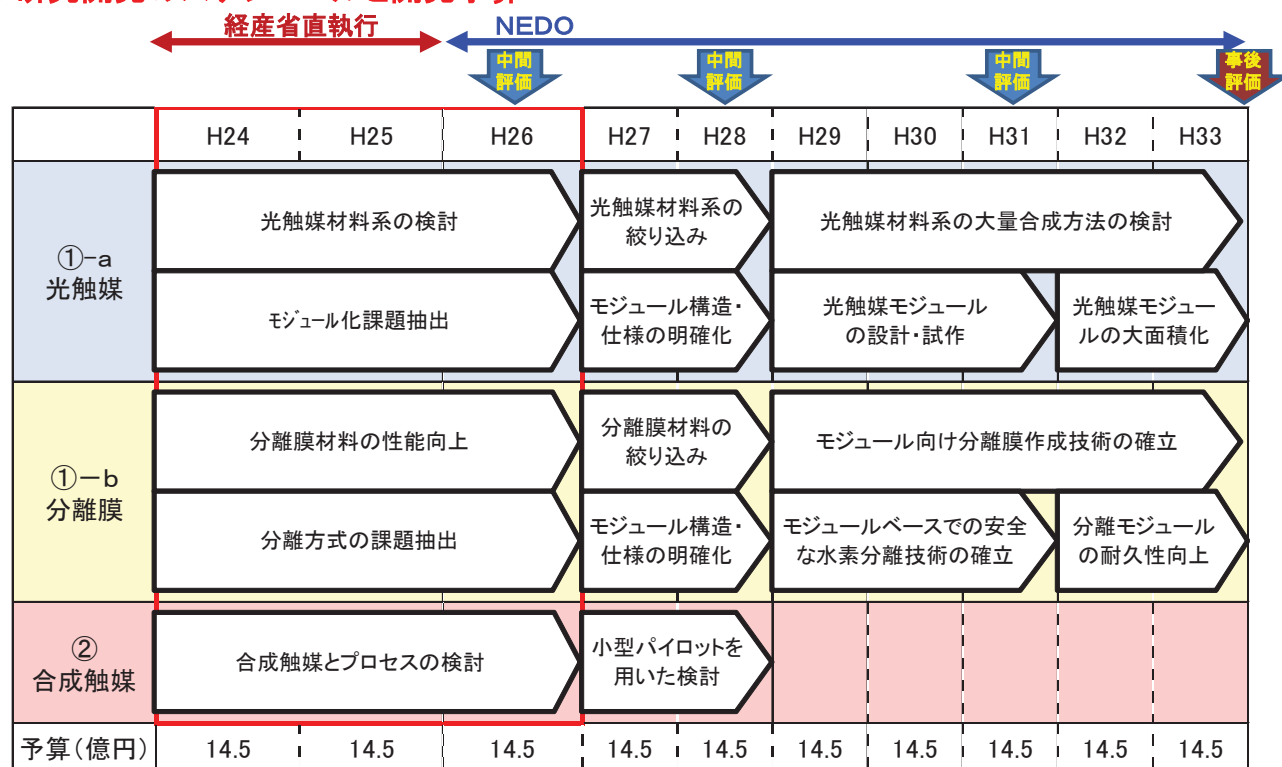 経産省直執行
NEDO
中間
評価
中間
評価
中間
評価
事後
評価
H24 H25 H26 H27 H28 H29 H30 H31 H32 H33
①-a
光触媒
光触媒材料系の検討
光触媒材料系の
絞り込み
光触媒材料系の大量合成方法の検討
ﾓｼﾞｭｰﾙ化課題抽出
モジュール構造・
仕様の明確化
光触媒モジュール
の設計・試作
光触媒モジュー
ルの大面積化
①－b
分離膜
分離膜材料の性能向上
分離膜材料の
絞り込み
モジュール向け分離膜作成技術の確立
分離方式の課題抽出
モジュール構造・
仕様の明確化
モジュールベースでの安全
な水素分離技術の確立
分離モジュール
の耐久性向上
②
合成触媒
合成触媒とプロセスの検討
小型パイロットを
用いた検討
予算（億円） 14.5 14.5 14.5 14.5 14.5 14.5 14.5 14.5 14.5 14.5